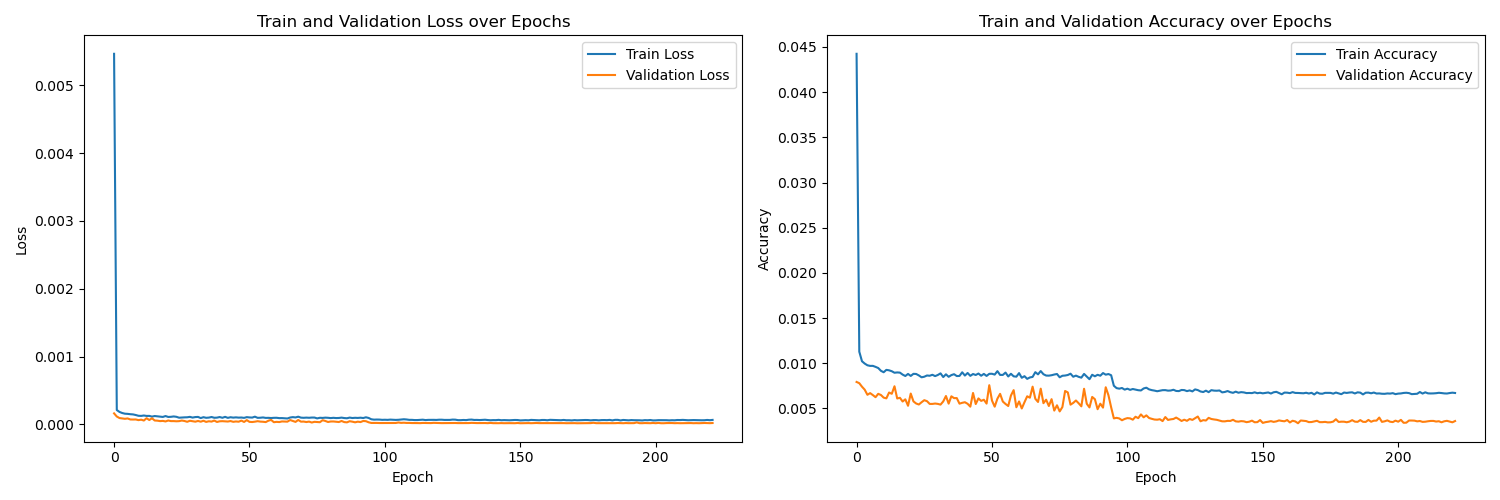 Train and Validation Loss over Epochs
Train Loss
Validation Loss
0.005
0.004
0.003
0.002
0.001
0.000
Loss
0
50
100
150
200
Epoch
Train and Validation Accuracy over Epochs
Train Accuracy
Validation Accuracy
0.045
0.040
0.035
0.030
0.025
0.020
0.015
0.010
0.005
Accuracy
0
50
100
150
200
Epoch